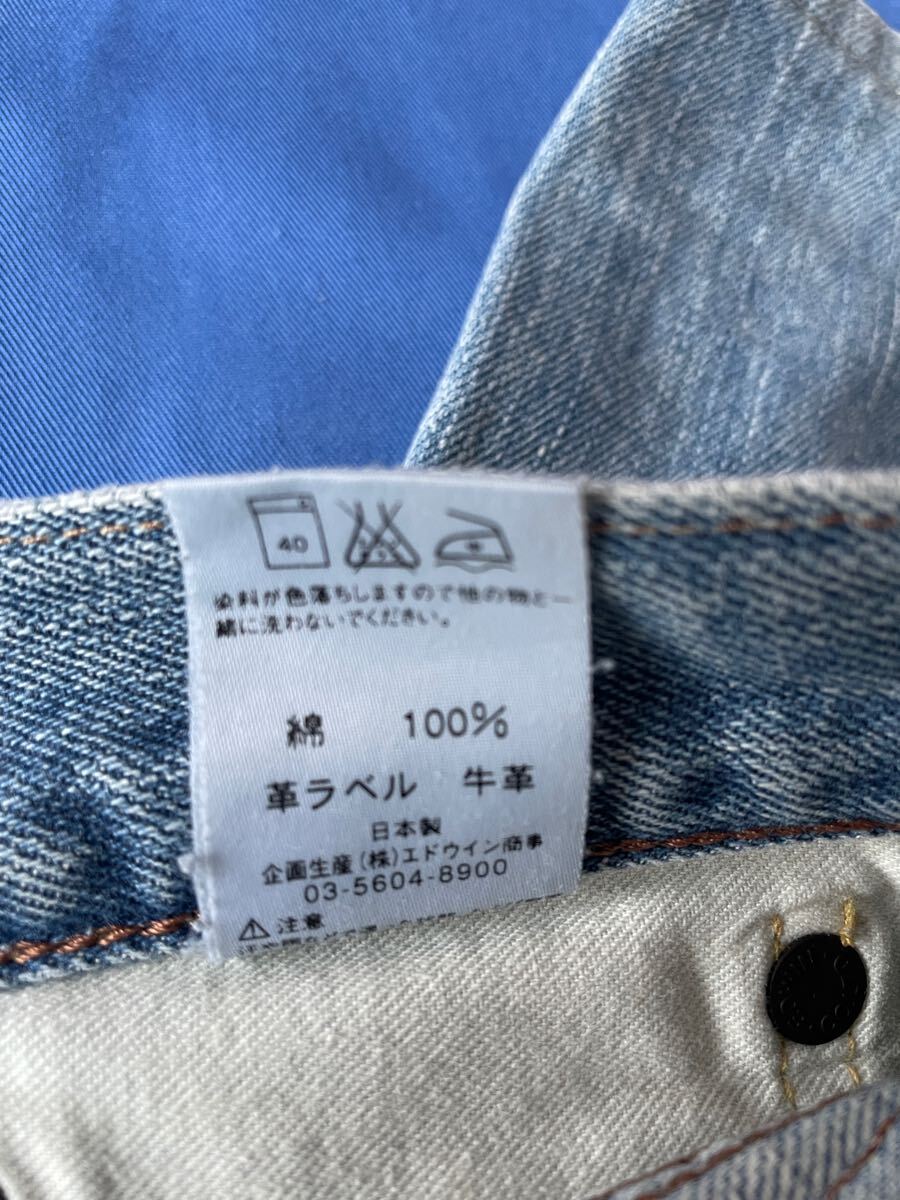 40
染料が色落ちしますので他の物と一
緒に洗わないでください。
綿 100%
革ラベル 牛革
日本製
企画生産(株)エドウイン商事
03-5604-8900
⚠注意